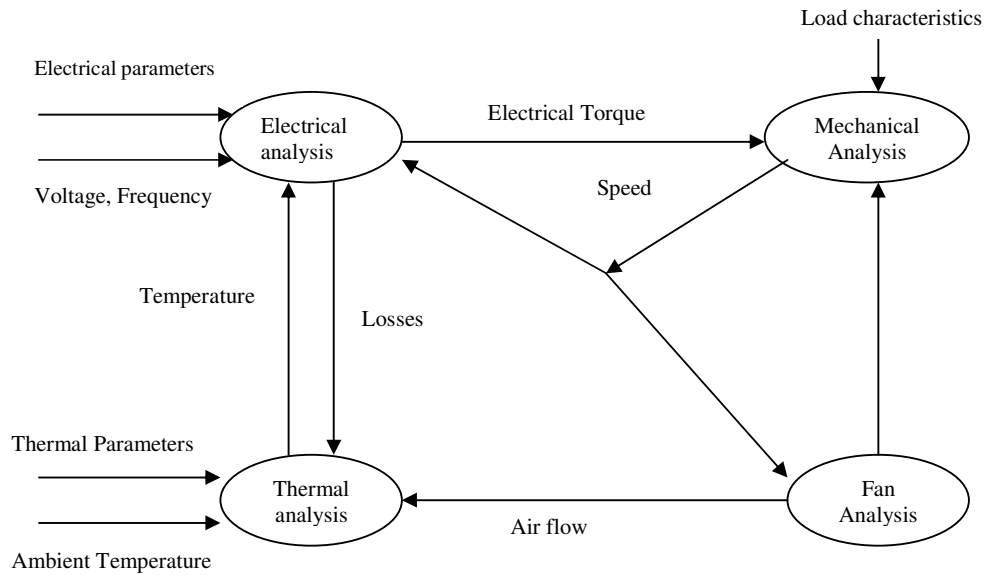 Load characteristics
Electrical parameters
Electrical Torque
Electrical
analysis
Mechanical
Analysis
Voltage, Frequency
Speed
Temperature
Losses
Thermal Parameters
Thermal
analysis
Fan
Analysis
Air flow
Ambient Temperature